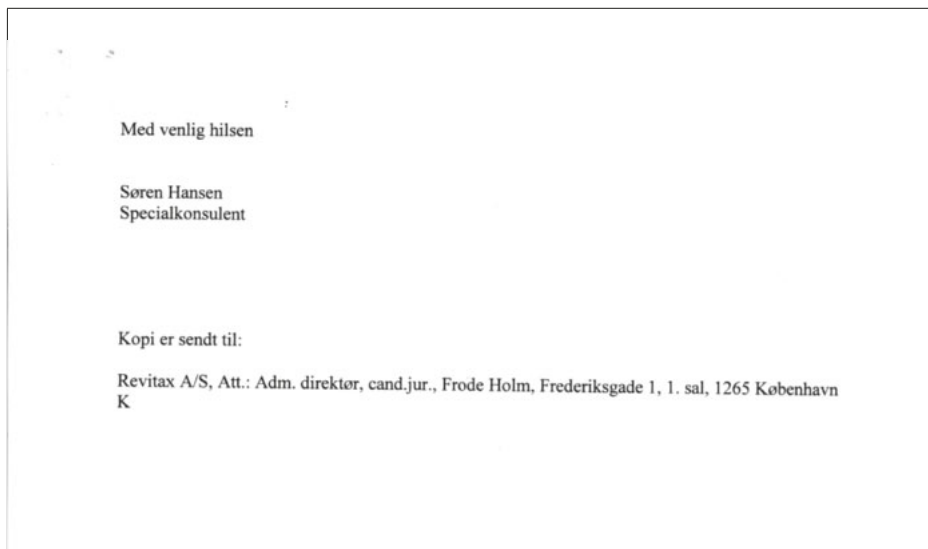 Med venlig hilsen
Søren Hansen
Specialkonsulent
Kopi er sendt til:
Revitax A/S, Att.: Adm. direktør, cand.jur., Frode Holm, Frederiksgade 1, 1. sal, 1265 København
K